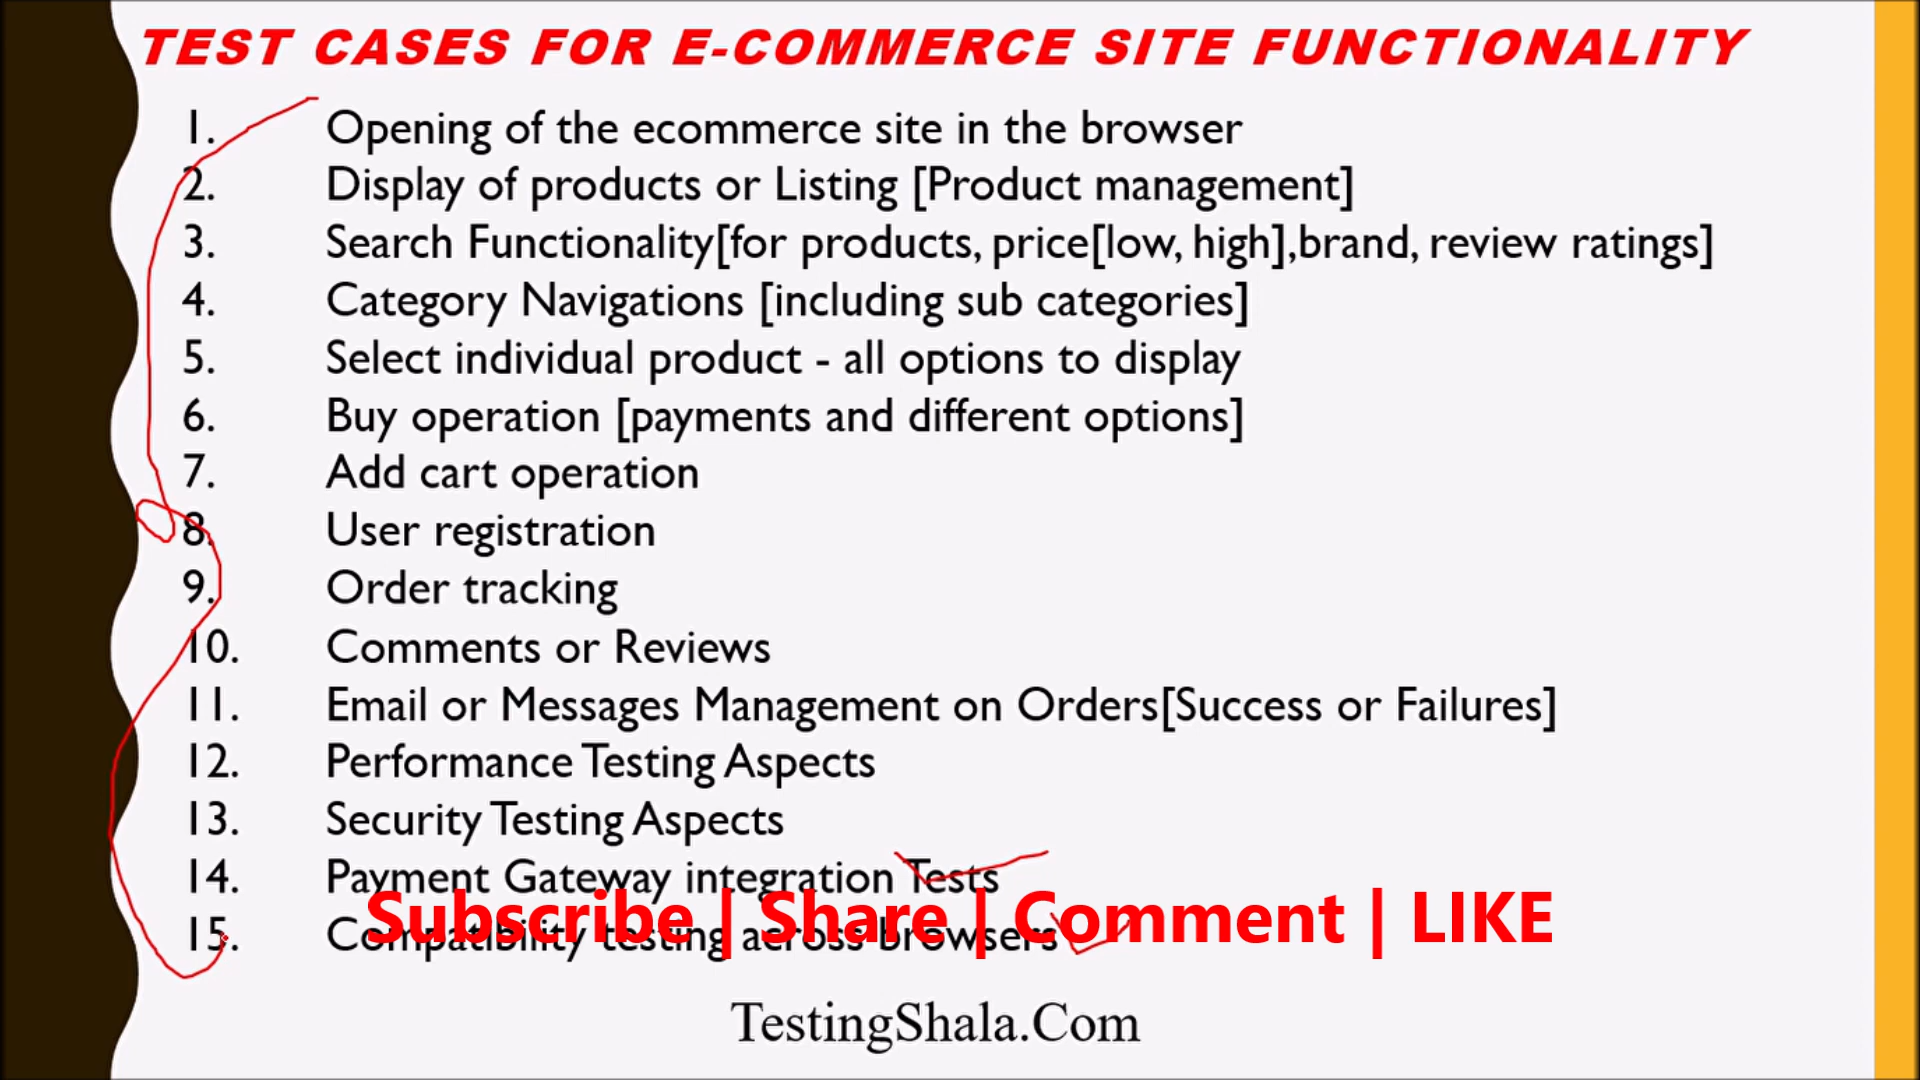 TEST CASES FOR E-COMMERCE SITE FUNCTIONALITY
1. Opening of the ecommerce site in the browser
2. Display of products or Listing [Product management]
3. Search Functionality[for products, price[low, high],brand, review ratings]
4. Category Navigations [including sub categories]
5. Select individual product - all options to display
6. Buy operation [payments and different options]
7. Add cart operation
8. User registration
9. Order tracking
10. Comments or Reviews
11. Email or Messages Management on Orders[Success or Failures]
12. Performance Testing Aspects
13. Security Testing Aspects
14. Payment Gateway integration Tests
Subscribe | Share | Comment | LIKE
15. Compatibility testing across browsers
TestingShala.Com